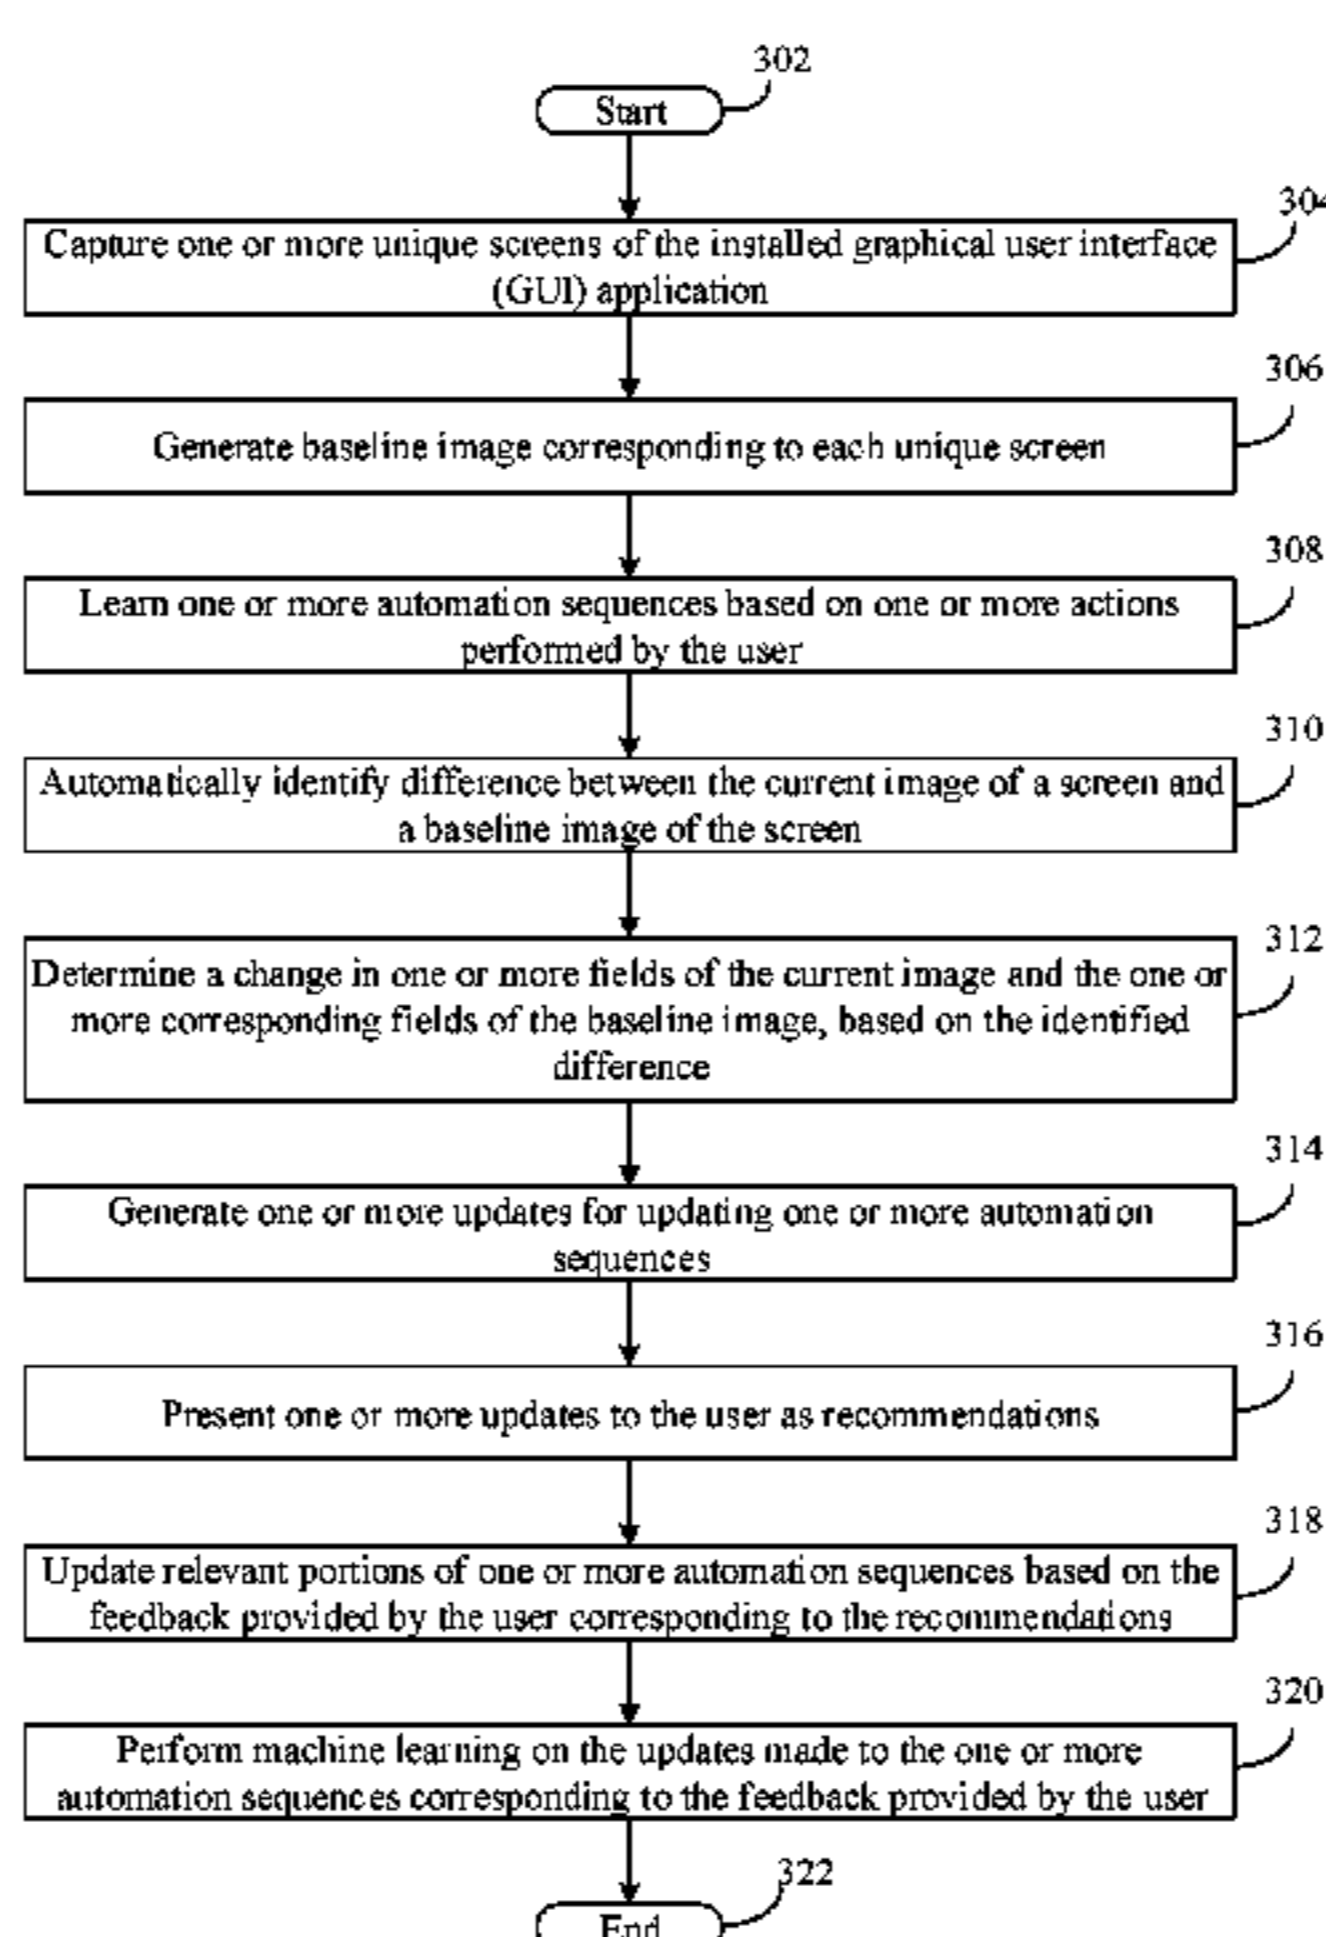 302
Start
304
Capture one or more unique screens of the installed graphical user interface
(GUI) application
306
Generate baseline image corresponding to each unique screen
308
Learn one or more automation sequences based on one or more actions
performed by the user
310
Automatically identify difference between the current image of a screen and
a baseline image of the screen
312
Determine a change in one or more fields of the current image and the one or
more corresponding fields of the baseline image, based on the identified
difference
314
Generate one or more updates for updating one or more automation
sequences
316
Present one or more updates to the user as recommendations
318
Update relevant portions of one or more automation sequences based on the
feedback provided by the user corresponding to the recommendations
320
Perform machine learning on the updates made to the one or more
automation sequences corresponding to the feedback provided by the user
322
End